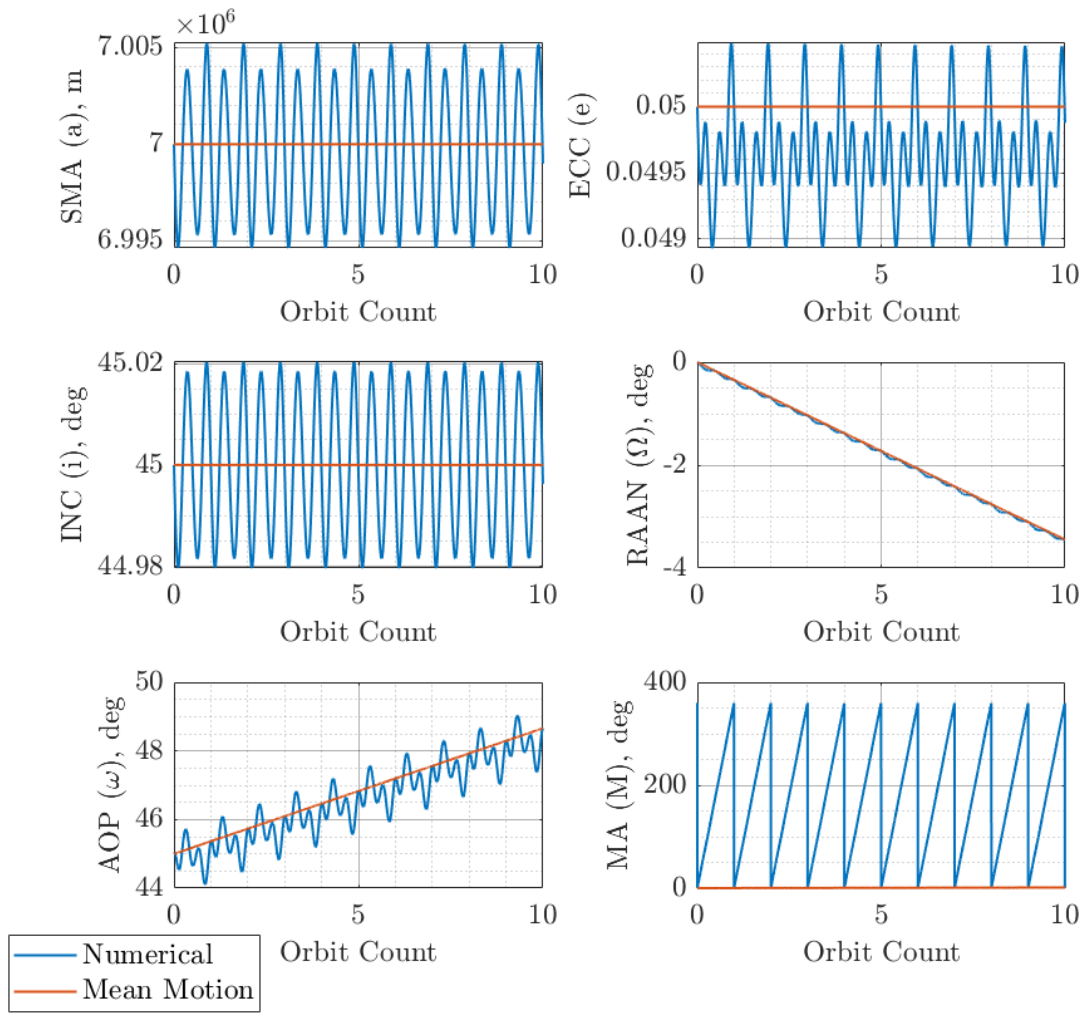 ×10⁶
7.005
7
6.995
SMA (a), m
0
5
10
Orbit Count
0.05
0.0495
0.049
ECC (e)
0
5
10
Orbit Count
45.02
45
44.98
INC (i), deg
0
5
10
Orbit Count
0
-2
-4
RAAN (Ω), deg
0
5
10
Orbit Count
50
48
46
44
AOP (ω), deg
0
5
10
Orbit Count
400
200
0
MA (M), deg
0
5
10
Orbit Count
Numerical
Mean Motion